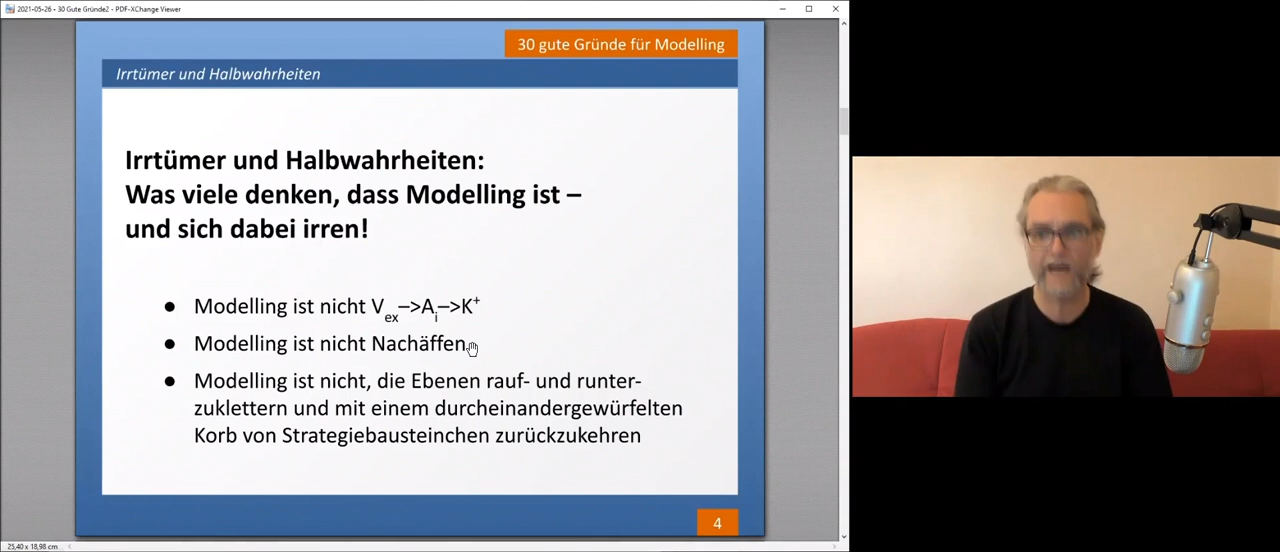 2021-05-26 - 30 Gute Gründe2 - PDF-XChange Viewer
30 gute Gründe für Modelling
Irrtümer und Halbwahrheiten
Irrtümer und Halbwahrheiten:
Was viele denken, dass Modelling ist –
und sich dabei irren!
● Modelling ist nicht V_ex–>A_i–>K⁺
● Modelling ist nicht Nachäffen
● Modelling ist nicht, die Ebenen rauf- und runter-
zuklettern und mit einem durcheinandergewürfelten
Korb von Strategiebausteinchen zurückzukehren
4
25,40 x 18,98 cm